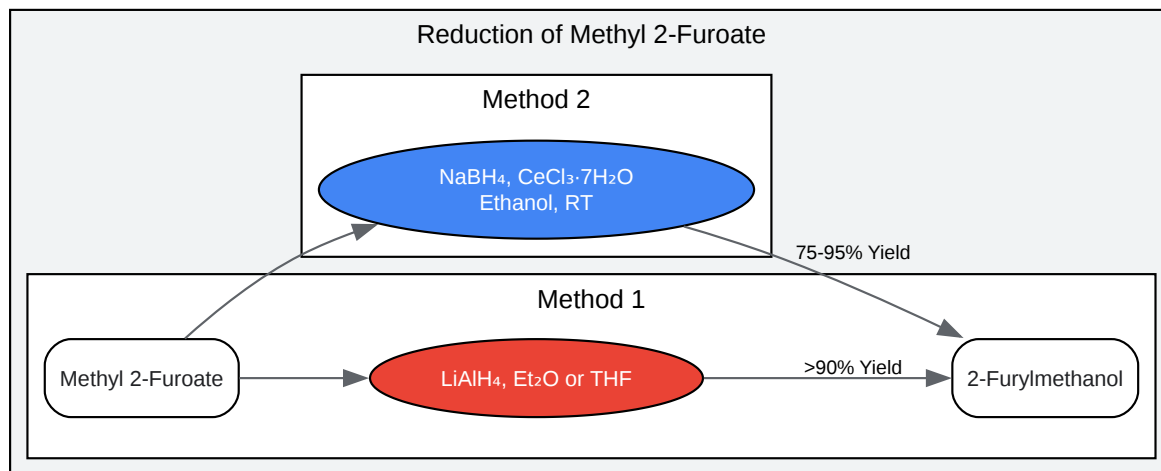 Reduction of Methyl 2-Furoate
Method 2
NaBH₄, CeCl₃·7H₂O
Ethanol, RT
75-95% Yield
Method 1
Methyl 2-Furoate
LiAlH₄, Et₂O or THF
>90% Yield
2-Furylmethanol